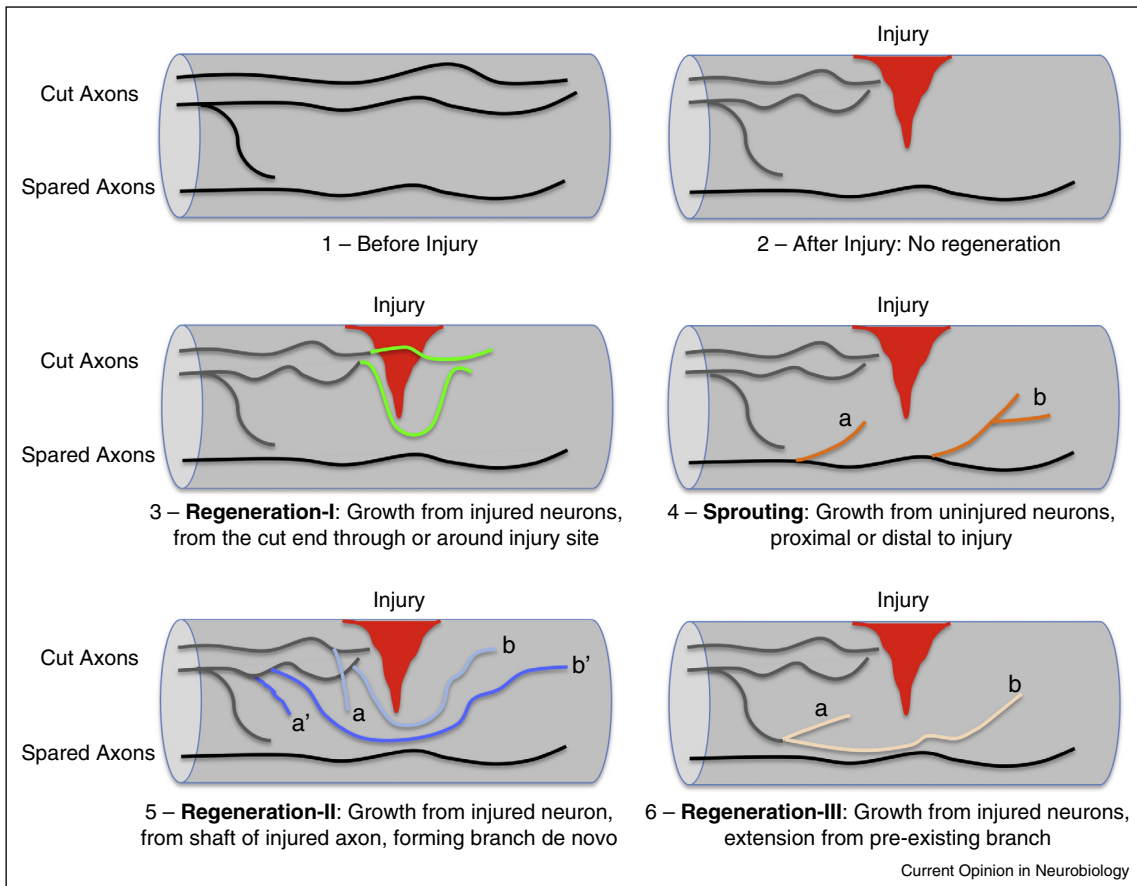 Injury
Cut Axons
Spared Axons
1 – Before Injury
2 – After Injury: No regeneration
Injury
Injury
Cut Axons
a
b
Spared Axons
3 – Regeneration-I: Growth from injured neurons,
from the cut end through or around injury site
4 – Sprouting: Growth from uninjured neurons,
proximal or distal to injury
Injury
Injury
Cut Axons
b
b'
a'
a
a
b
Spared Axons
5 – Regeneration-II: Growth from injured neuron,
from shaft of injured axon, forming branch de novo
6 – Regeneration-III: Growth from injured neurons,
extension from pre-existing branch
Current Opinion in Neurobiology